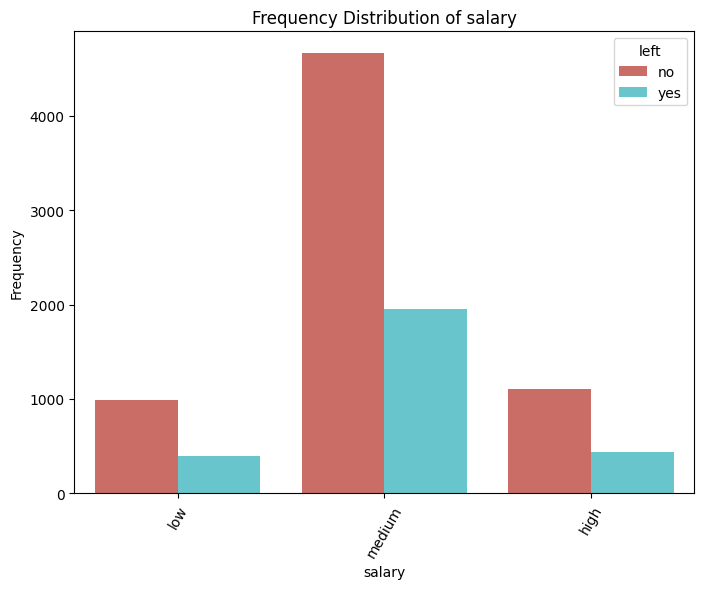 Frequency Distribution of salary
left
no
yes
Frequency
4000
3000
2000
1000
0
low
medium
high
salary